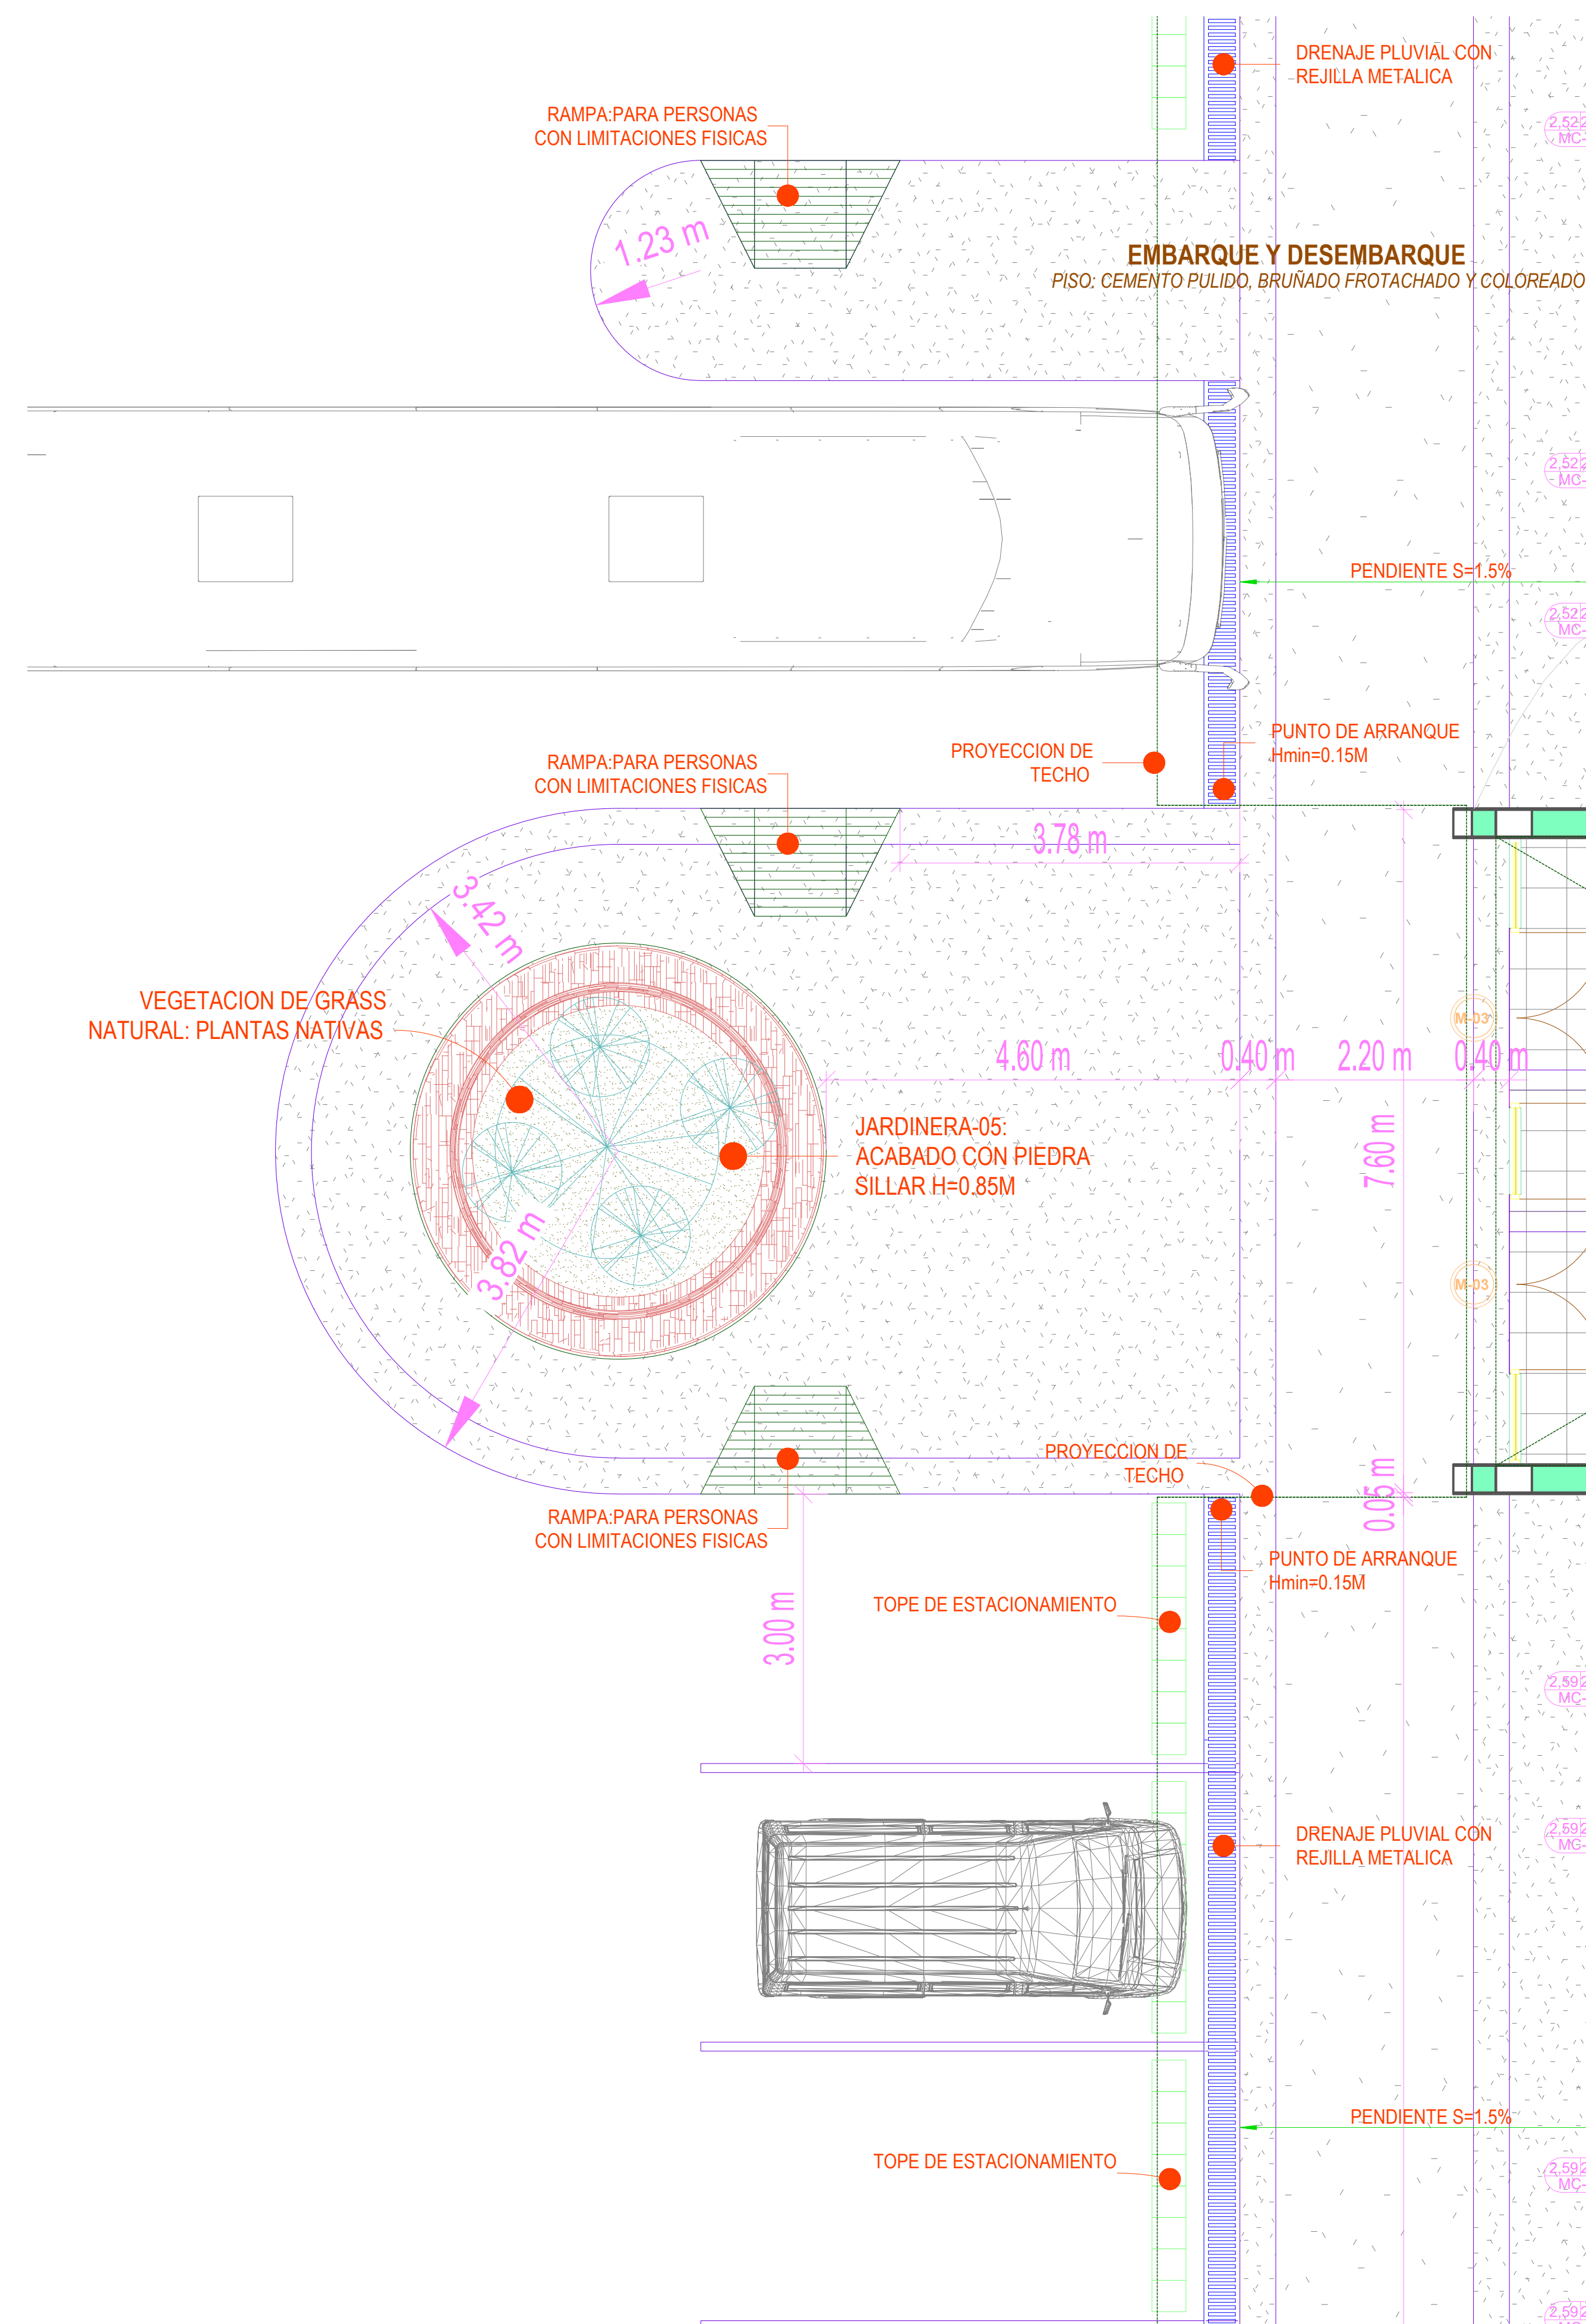 DRENAJE PLUVIAL CON
REJILLA METALICA
RAMPA:PARA PERSONAS
CON LIMITACIONES FISICAS
1.23 m
EMBARQUE Y DESEMBARQUE
PISO: CEMENTO PULIDO, BRUÑADO FROTACHADO Y COLOREADO
PENDIENTE S=1.5%
PUNTO DE ARRANQUE
Hmin=0.15M
PROYECCION DE
TECHO
RAMPA:PARA PERSONAS
CON LIMITACIONES FISICAS
3.78 m
3.42 m
VEGETACION DE GRASS
NATURAL: PLANTAS NATIVAS
M-03
4.60 m
0.40 m
2.20 m
0.40 m
JARDINERA-05:
ACABADO CON PIEDRA
SILLAR H=0.85M
7.60 m
3.82 m
M-03
PROYECCION DE
TECHO
0.05 m
RAMPA:PARA PERSONAS
CON LIMITACIONES FISICAS
PUNTO DE ARRANQUE
Hmin=0.15M
TOPE DE ESTACIONAMIENTO
3.00 m
DRENAJE PLUVIAL CON
REJILLA METALICA
PENDIENTE S=1.5%
TOPE DE ESTACIONAMIENTO